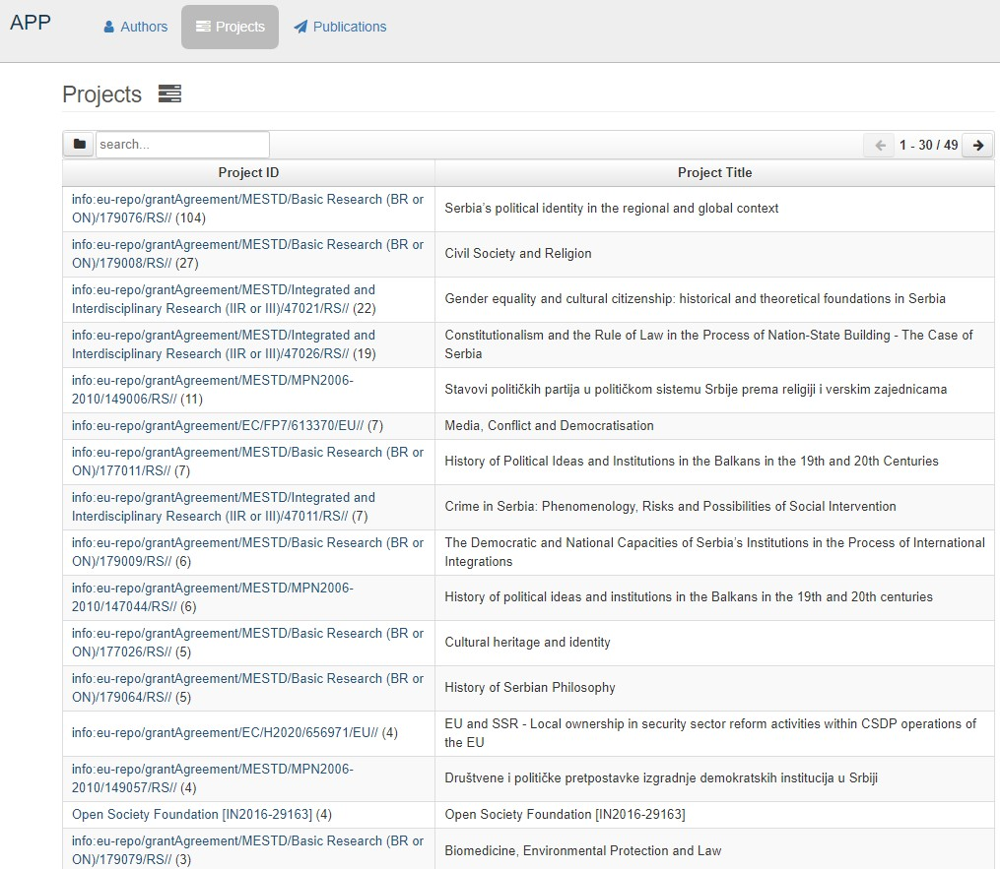 APP
Authors
Projects
Publications
Projects
search...
1 - 30 / 49
Project ID
Project Title
info:eu-repo/grantAgreement/MESTD/Basic Research (BR or
ON)/179076/RS// (104)
Serbia's political identity in the regional and global context
info:eu-repo/grantAgreement/MESTD/Basic Research (BR or
ON)/179008/RS// (27)
Civil Society and Religion
info:eu-repo/grantAgreement/MESTD/Integrated and
Interdisciplinary Research (IIR or III)/47021/RS// (22)
Gender equality and cultural citizenship: historical and theoretical foundations in Serbia
info:eu-repo/grantAgreement/MESTD/Integrated and
Interdisciplinary Research (IIR or III)/47026/RS// (19)
Constitutionalism and the Rule of Law in the Process of Nation-State Building - The Case of
Serbia
info:eu-repo/grantAgreement/MESTD/MPN2006-
2010/149006/RS// (11)
Stavovi političkih partija u političkom sistemu Srbije prema religiji i verskim zajednicama
info:eu-repo/grantAgreement/EC/FP7/613370/EU// (7)
Media, Conflict and Democratisation
info:eu-repo/grantAgreement/MESTD/Basic Research (BR or
ON)/177011/RS// (7)
History of Political Ideas and Institutions in the Balkans in the 19th and 20th Centuries
info:eu-repo/grantAgreement/MESTD/Integrated and
Interdisciplinary Research (IIR or III)/47011/RS// (7)
Crime in Serbia: Phenomenology, Risks and Possibilities of Social Intervention
info:eu-repo/grantAgreement/MESTD/Basic Research (BR or
ON)/179009/RS// (6)
The Democratic and National Capacities of Serbia's Institutions in the Process of International
Integrations
info:eu-repo/grantAgreement/MESTD/MPN2006-
2010/147044/RS// (6)
History of political ideas and institutions in the Balkans in the 19th and 20th centuries
info:eu-repo/grantAgreement/MESTD/Basic Research (BR or
ON)/177026/RS// (5)
Cultural heritage and identity
info:eu-repo/grantAgreement/MESTD/Basic Research (BR or
ON)/179064/RS// (5)
History of Serbian Philosophy
info:eu-repo/grantAgreement/EC/H2020/656971/EU// (4)
EU and SSR - Local ownership in security sector reform activities within CSDP operations of
the EU
info:eu-repo/grantAgreement/MESTD/MPN2006-
2010/149057/RS// (4)
Društvene i političke pretpostavke izgradnje demokratskih institucija u Srbiji
Open Society Foundation [IN2016-29163] (4)
Open Society Foundation [IN2016-29163]
info:eu-repo/grantAgreement/MESTD/Basic Research (BR or
ON)/179079/RS// (3)
Biomedicine, Environmental Protection and Law